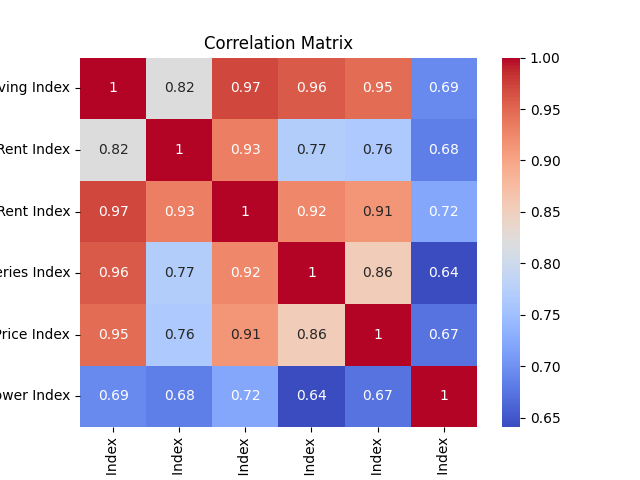 Correlation Matrix
ving Index 1 0.82 0.97 0.96 0.95 0.69
Rent Index 0.82 1 0.93 0.77 0.76 0.68
Rent Index 0.97 0.93 1 0.92 0.91 0.72
eries Index 0.96 0.77 0.92 1 0.86 0.64
Price Index 0.95 0.76 0.91 0.86 1 0.67
ower Index 0.69 0.68 0.72 0.64 0.67 1
Index Index Index Index Index Index
1.00
0.95
0.90
0.85
0.80
0.75
0.70
0.65